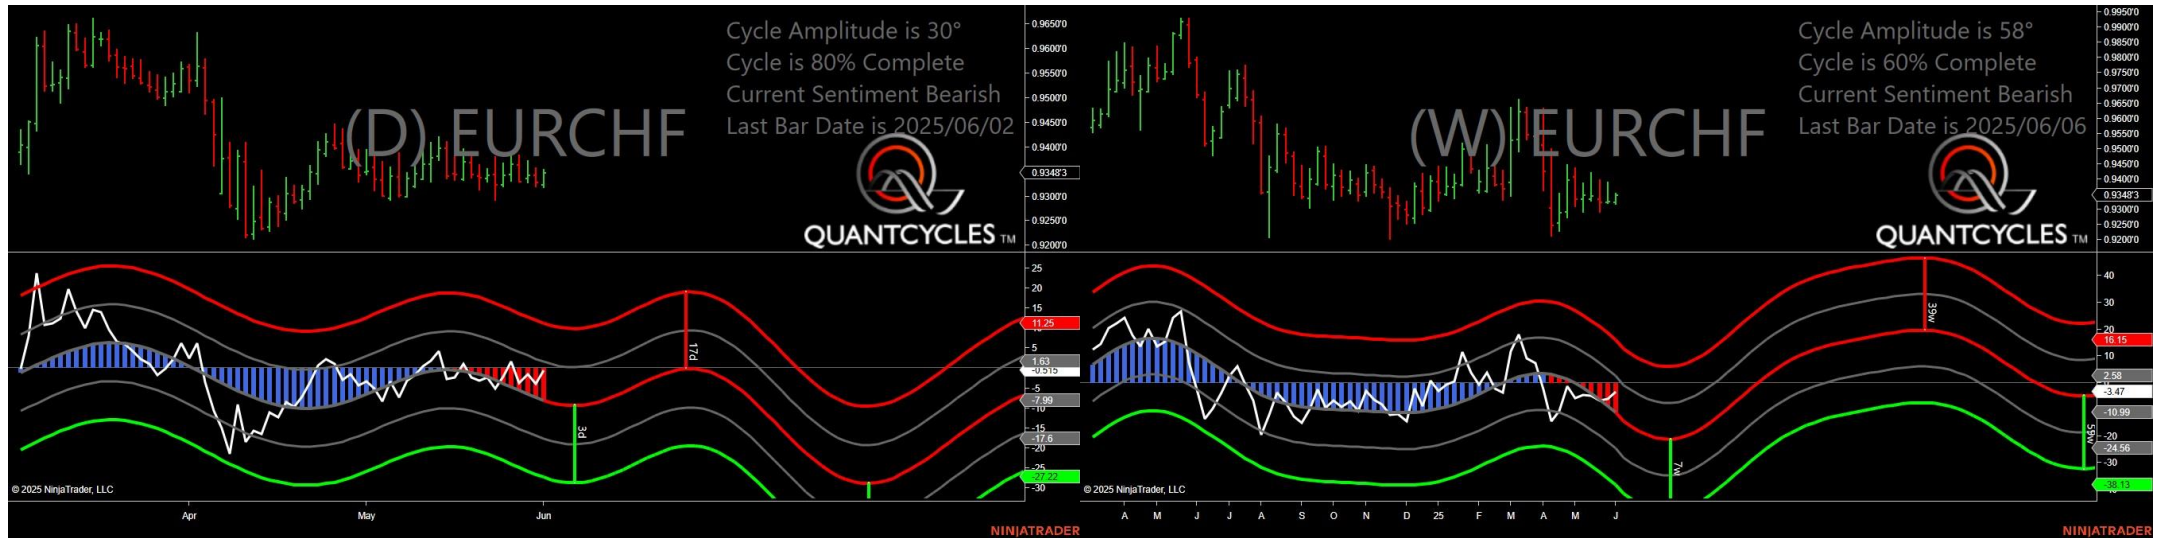 Cycle Amplitude is 30°
Cycle is 80% Complete
Current Sentiment Bearish
Last Bar Date is 2025/06/02
(D) EURCHF
QUANTCYCLES TM
0.9650'0
0.9600'0
0.9550'0
0.9500'0
0.9450'0
0.9400'0
0.9348'3
0.9300'0
0.9250'0
0.9200'0
25
20
15
11.25
5
1.63
-0.515
-5
-7.99
-10
-15
-17.6
-20
-25
-27.22
-30
17d
3d
© 2025 NinjaTrader, LLC
Apr
May
Jun
NINJATRADER
Cycle Amplitude is 58°
Cycle is 60% Complete
Current Sentiment Bearish
Last Bar Date is 2025/06/06
(W) EURCHF
QUANTCYCLES TM
0.9950'0
0.9900'0
0.9850'0
0.9800'0
0.9750'0
0.9700'0
0.9650'0
0.9600'0
0.9550'0
0.9500'0
0.9450'0
0.9400'0
0.9348'3
0.9300'0
0.9250'0
0.9200'0
40
30
20
16.15
10
2.58
-3.47
-10.99
-20
-24.56
-30
-38.13
39w
7w
59w
© 2025 NinjaTrader, LLC
A M J J A S O N D 25 F M A M J
NINJATRADER